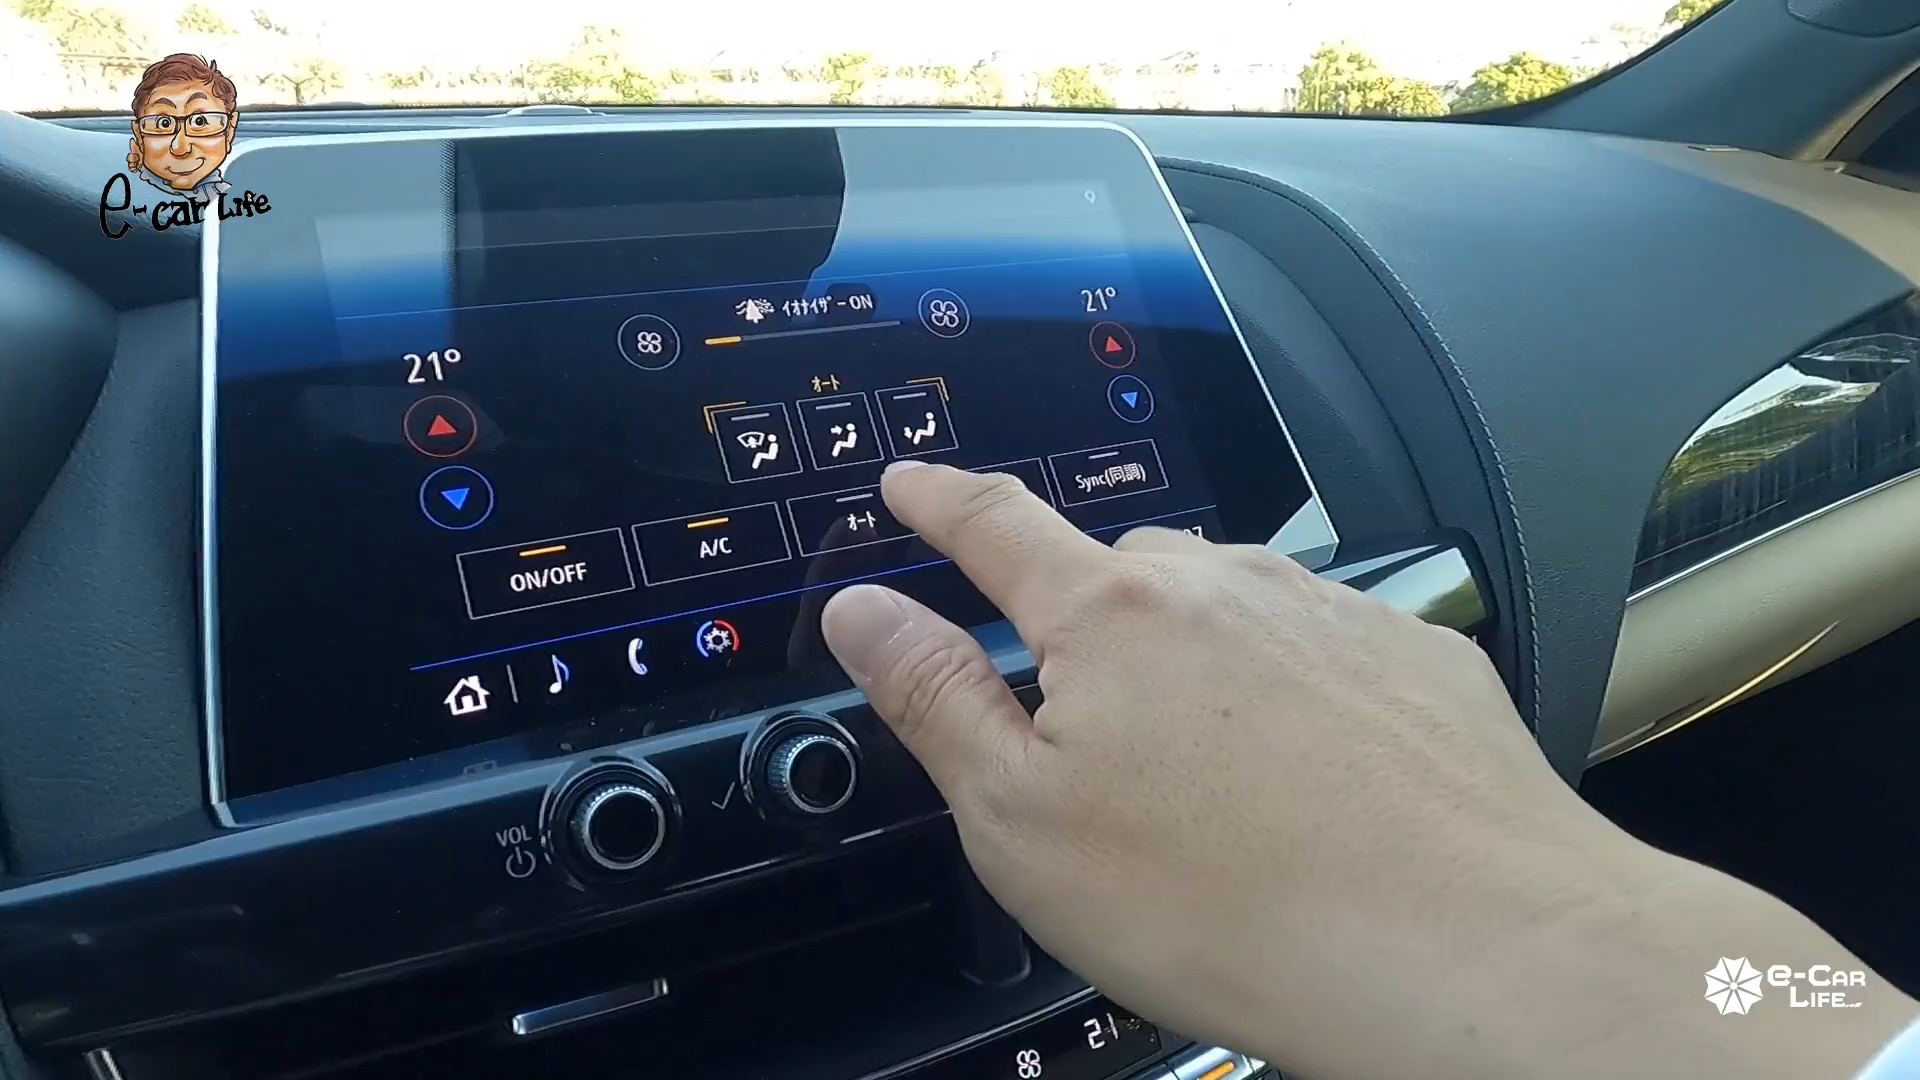 e-car Life
イオナイザーON
21°
21°
オート
Sync(同調)
オート
A/C
ON/OFF
VOL
21
e-CAR
LIFE